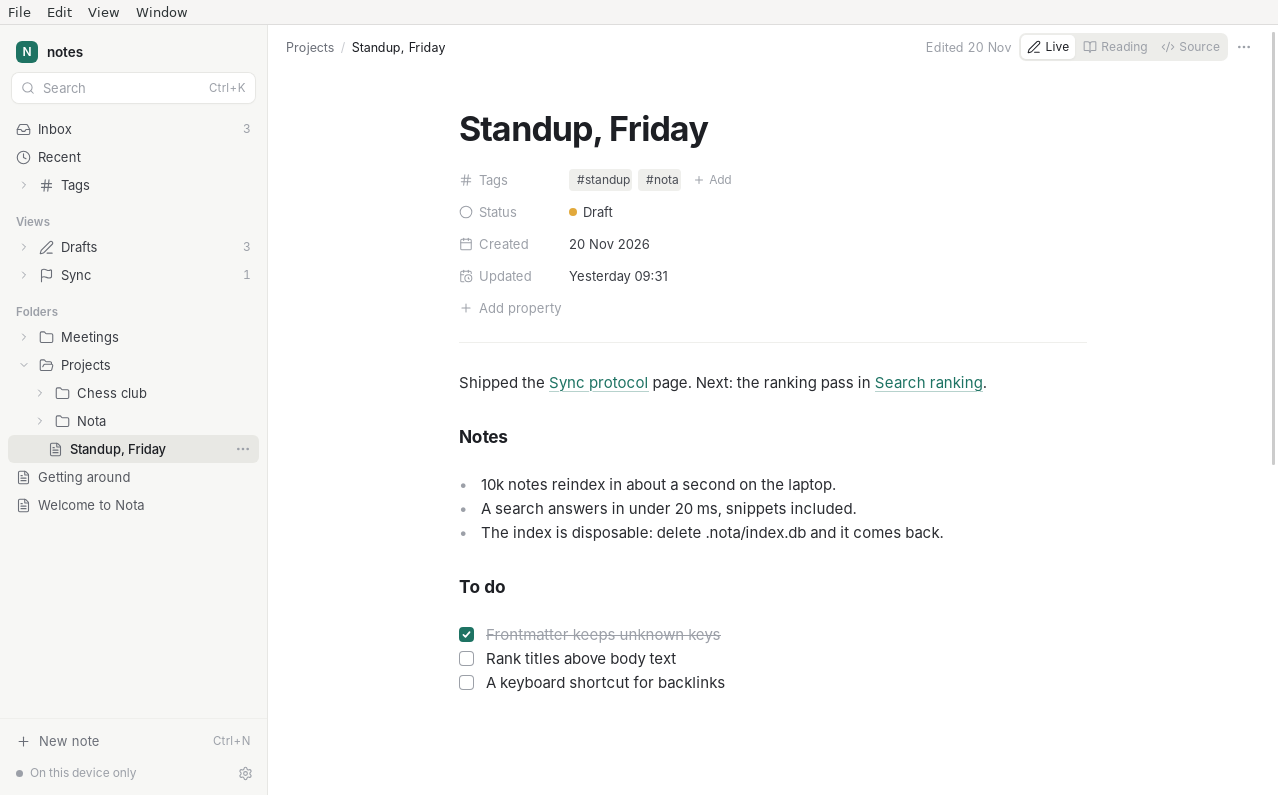 File Edit View Window
N notes
Search Ctrl+K
Inbox 3
Recent
Tags
Views
Drafts 3
Sync 1
Folders
Meetings
Projects
Chess club
Nota
Standup, Friday
Getting around
Welcome to Nota
New note Ctrl+N
On this device only
Projects / Standup, Friday
Edited 20 Nov Live Reading Source
Standup, Friday
Tags #standup #nota Add
Status Draft
Created 20 Nov 2026
Updated Yesterday 09:31
Add property
Shipped the Sync protocol page. Next: the ranking pass in Search ranking.
Notes
• 10k notes reindex in about a second on the laptop.
• A search answers in under 20 ms, snippets included.
• The index is disposable: delete .nota/index.db and it comes back.
To do
Frontmatter keeps unknown keys
Rank titles above body text
A keyboard shortcut for backlinks